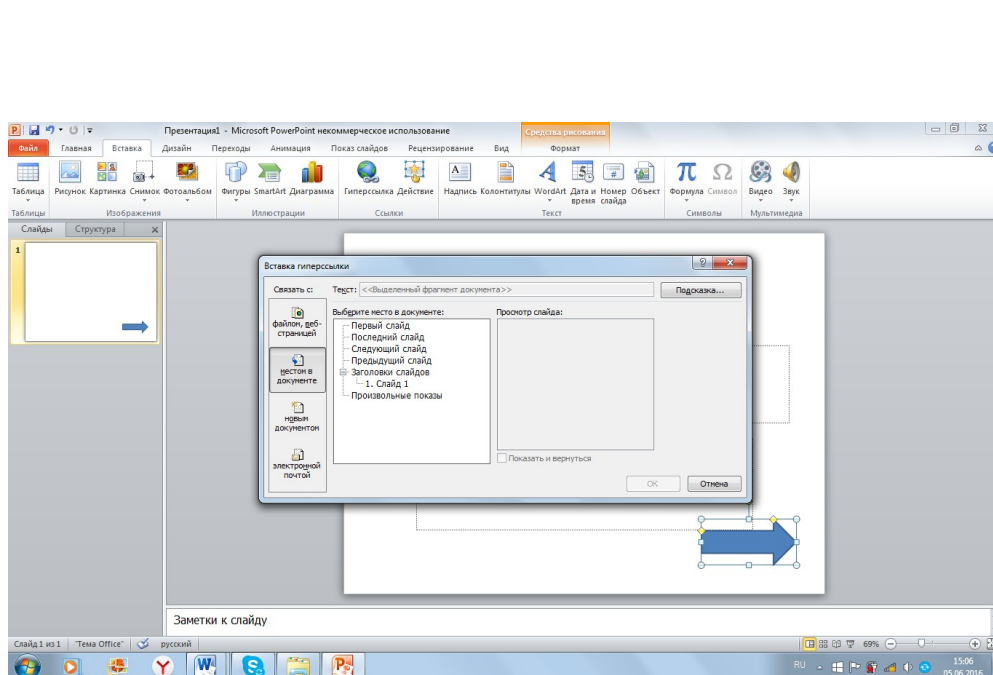 Презентация1 - Microsoft PowerPoint некоммерческое использование
Средства рисования
Файл Главная Вставка Дизайн Переходы Анимация Показ слайдов Рецензирование Вид Формат
Таблица Рисунок Картинка Снимок Фотоальбом Фигуры SmartArt Диаграмма Гиперссылка Действие Надпись Колонтитулы WordArt Дата и Номер Объект Формула Символ Видео Звук
время слайда
Таблицы Изображения Иллюстрации Ссылки Текст Символы Мультимедиа
Слайды Структура
1
Вставка гиперссылки
Связать с: Текст: <<Выделенный фрагмент документа>> Подсказка...
файлом, веб-
страницей
местом в
документе
новым
документом
электронной
почтой
Выберите место в документе:
Первый слайд
Последний слайд
Следующий слайд
Предыдущий слайд
Заголовки слайдов
1. Слайд 1
Произвольные показы
Просмотр слайда:
Показать и вернуться
ОК Отмена
Заметки к слайду
Слайд 1 из 1 "Тема Office" русский 69%
RU 15:06
05.06.2016